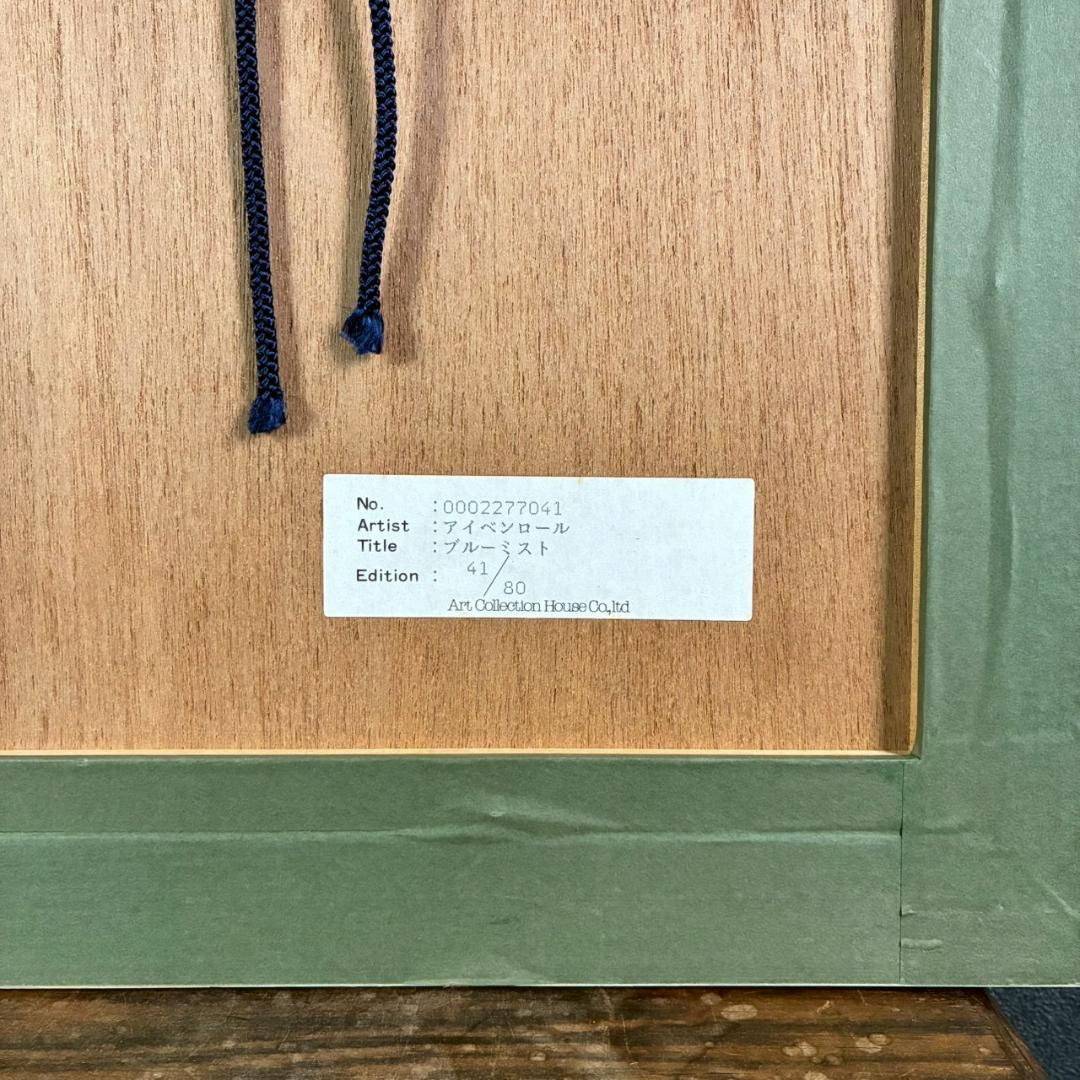 No. :0002277041
Artist :アイベンロール
Title :ブルーミスト
Edition : 41/80
Art Collection House Co.,ltd